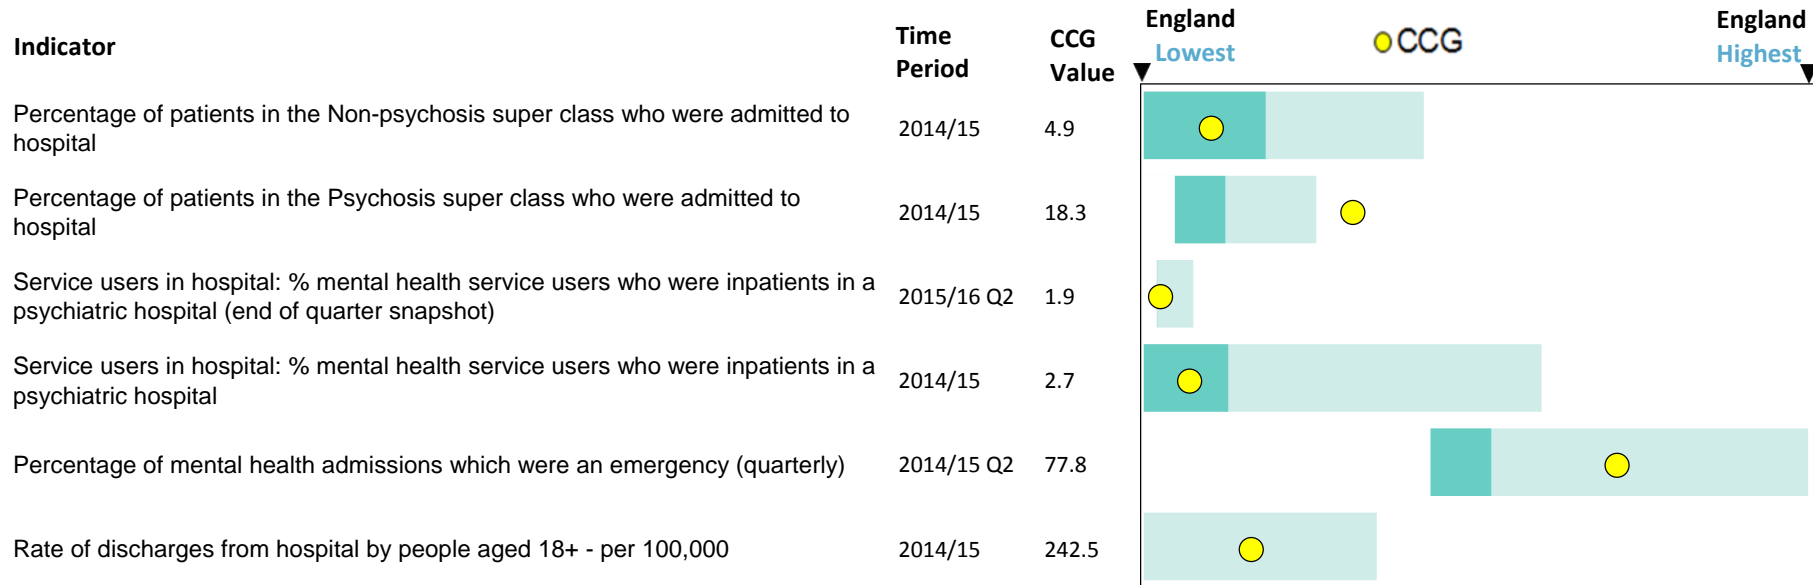 Indicator
Time Period
CCG Value
England Lowest
CCG
England Highest
Percentage of patients in the Non-psychosis super class who were admitted to
hospital
2014/15 4.9
Percentage of patients in the Psychosis super class who were admitted to
hospital
2014/15 18.3
Service users in hospital: % mental health service users who were inpatients in a
psychiatric hospital (end of quarter snapshot)
2015/16 Q2 1.9
Service users in hospital: % mental health service users who were inpatients in a
psychiatric hospital
2014/15 2.7
Percentage of mental health admissions which were an emergency (quarterly)
2014/15 Q2 77.8
Rate of discharges from hospital by people aged 18+ - per 100,000
2014/15 242.5